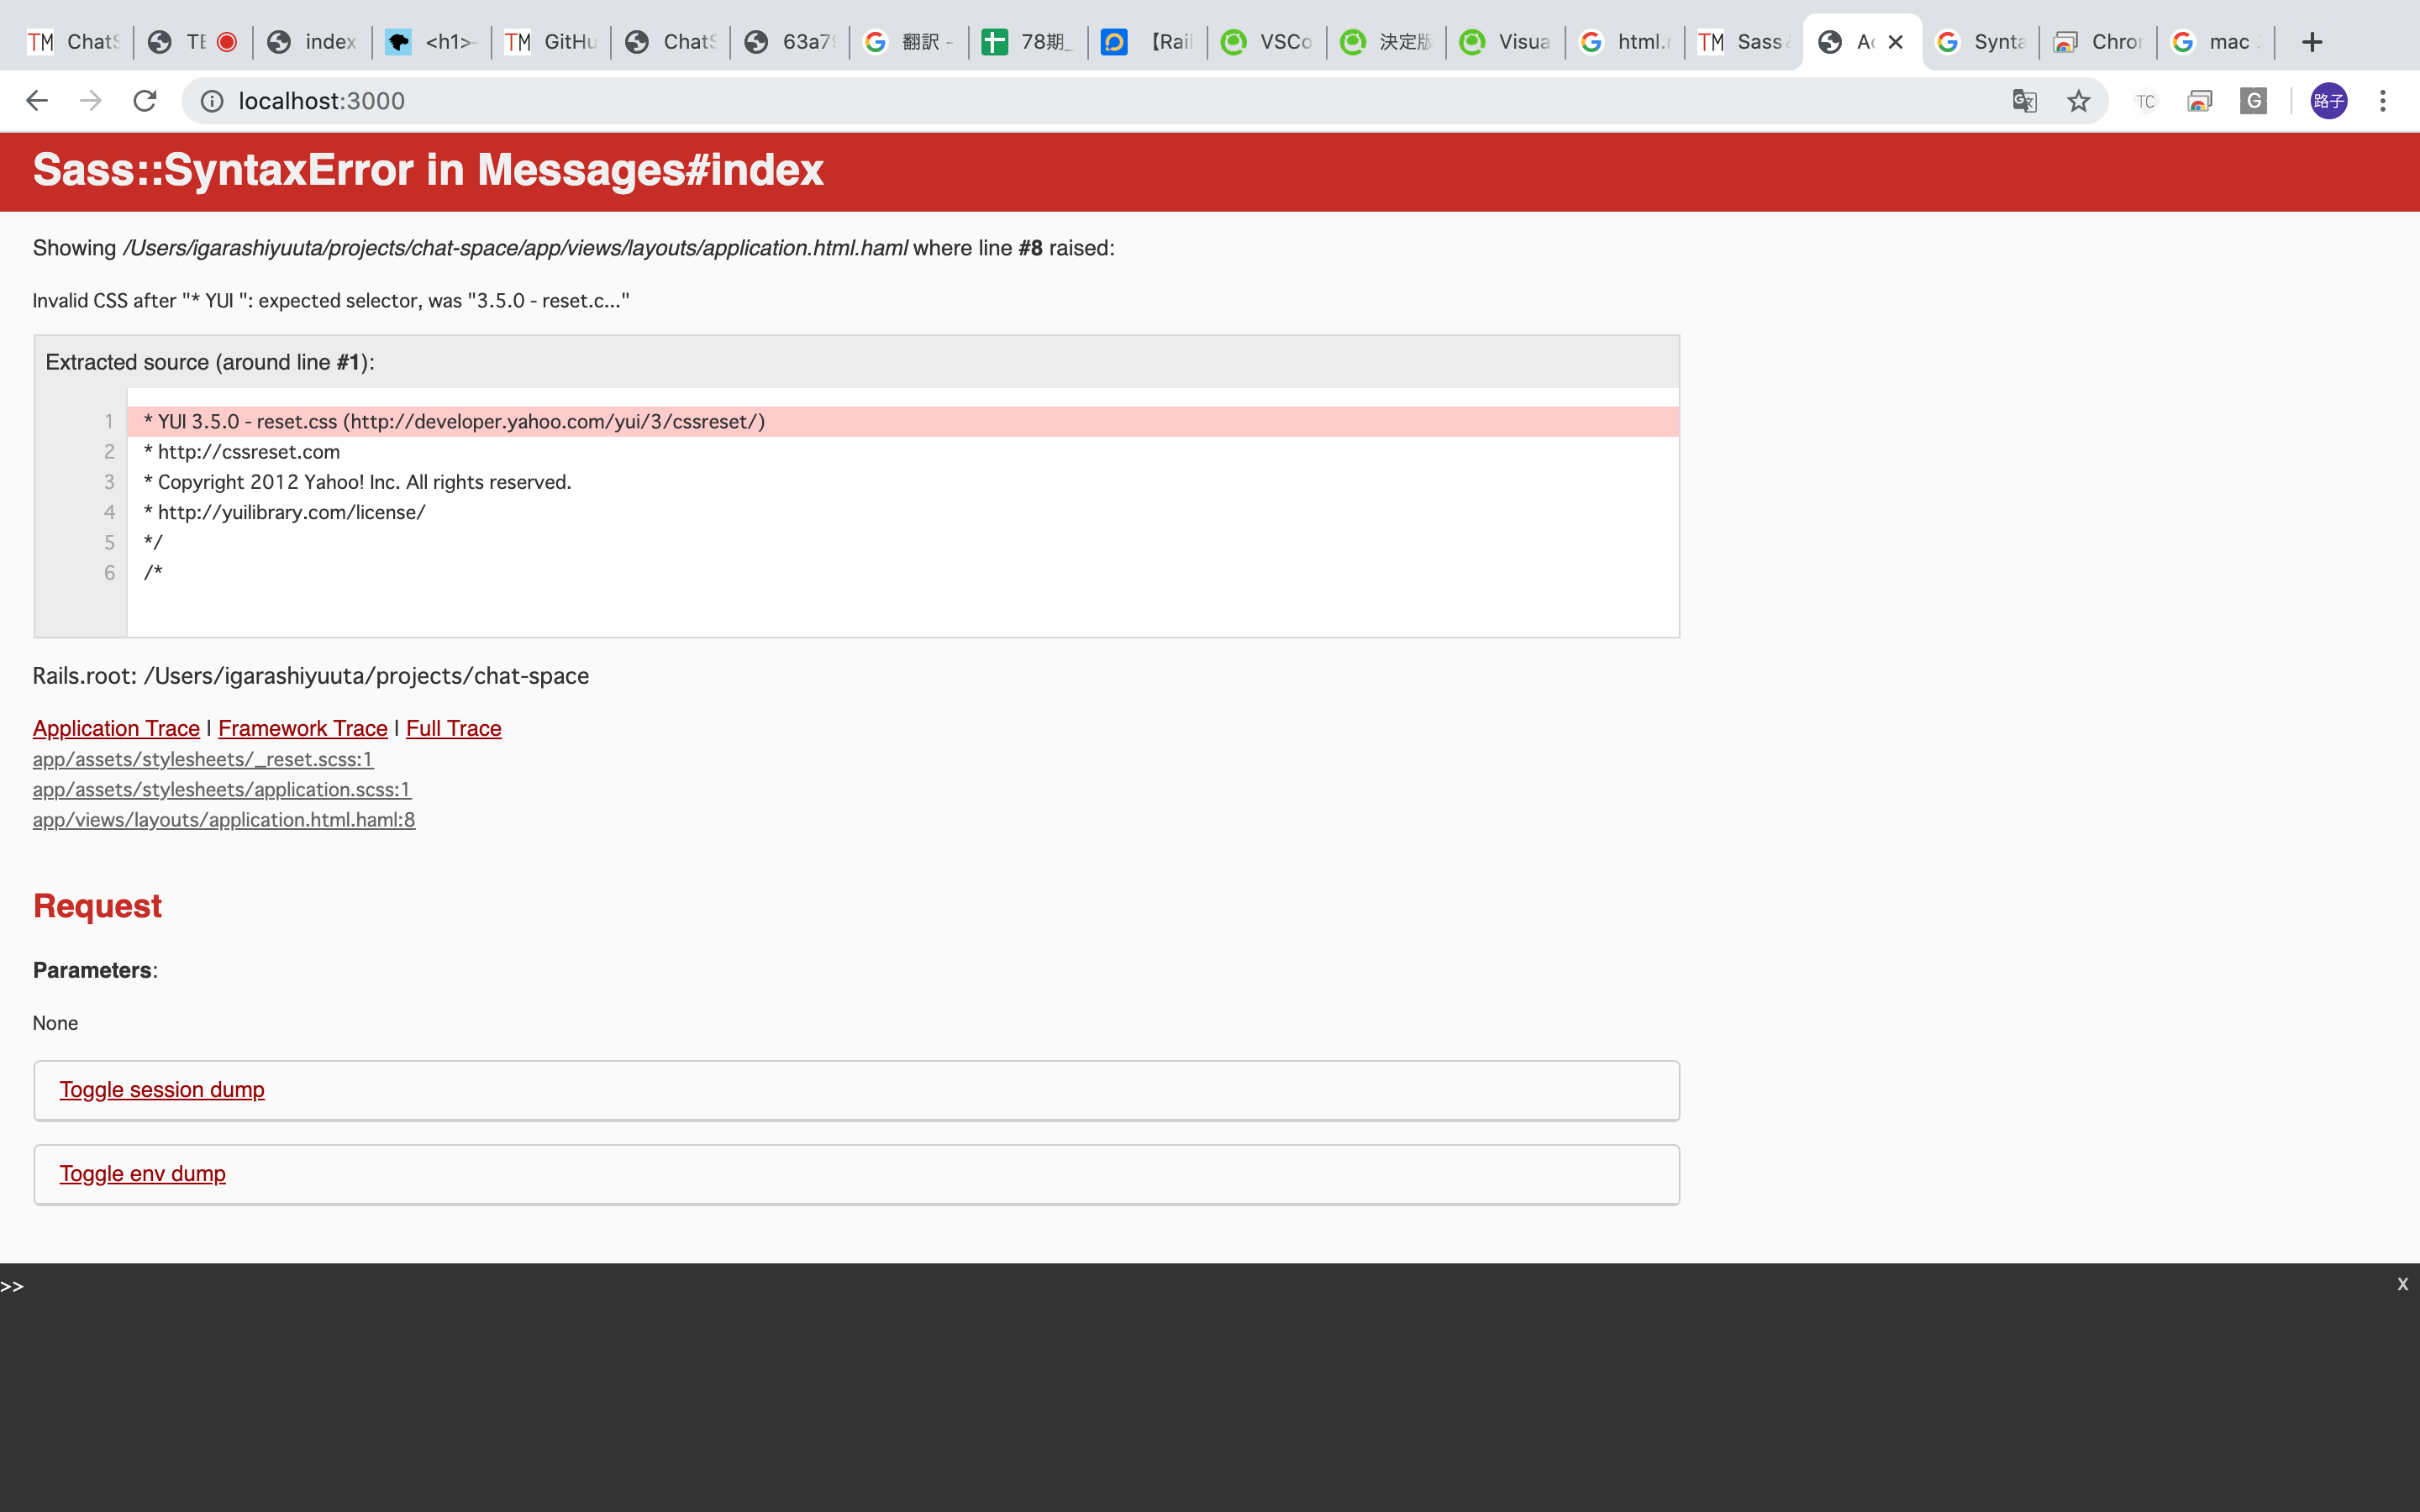 TM ChatS TE index <h1>- TM GitHu ChatS 63a79 翻訳 - 78期_ 【Rail VSCo 決定版 Visua html. TM Sass Ac Synta Chror mac
localhost:3000 TC G 路子
Sass::SyntaxError in Messages#index
Showing /Users/igarashiyuuta/projects/chat-space/app/views/layouts/application.html.haml where line #8 raised:
Invalid CSS after "* YUI ": expected selector, was "3.5.0 - reset.c..."
Extracted source (around line #1):
1 * YUI 3.5.0 - reset.css (http://developer.yahoo.com/yui/3/cssreset/)
2 * http://cssreset.com
3 * Copyright 2012 Yahoo! Inc. All rights reserved.
4 * http://yuilibrary.com/license/
5 */
6 /*
Rails.root: /Users/igarashiyuuta/projects/chat-space
Application Trace | Framework Trace | Full Trace
app/assets/stylesheets/_reset.scss:1
app/assets/stylesheets/application.scss:1
app/views/layouts/application.html.haml:8
Request
Parameters:
None
Toggle session dump
Toggle env dump
>> x